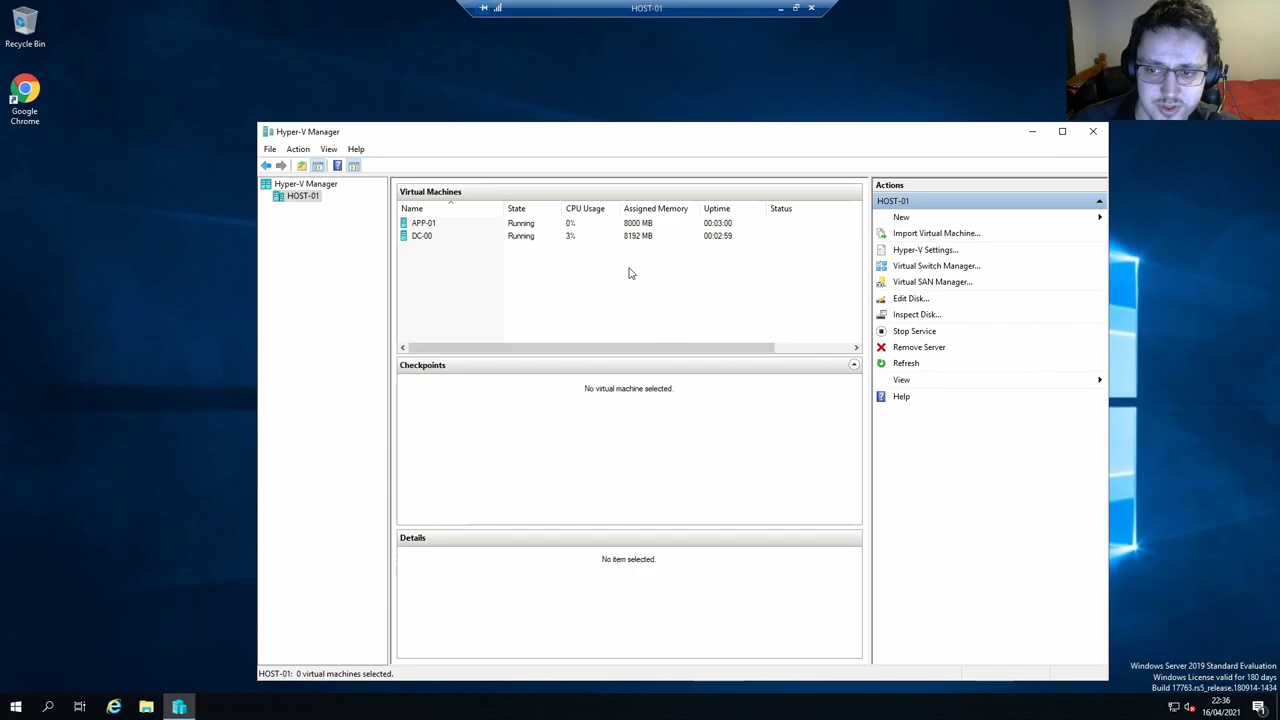 HOST-01
Recycle Bin
Google
Chrome
Hyper-V Manager
File Action View Help
Hyper-V Manager
HOST-01
Virtual Machines
Name State CPU Usage Assigned Memory Uptime Status
APP-01 Running 0% 8000 MB 00:03:00
DC-00 Running 3% 8192 MB 00:02:59
Checkpoints
No virtual machine selected.
Details
No item selected.
Actions
HOST-01
New
Import Virtual Machine...
Hyper-V Settings...
Virtual Switch Manager...
Virtual SAN Manager...
Edit Disk...
Inspect Disk...
Stop Service
Remove Server
Refresh
View
Help
HOST-01: 0 virtual machines selected.
Windows Server 2019 Standard Evaluation
Windows License valid for 180 days
Build 17763.rs5_release.180914-1434
22:36
16/04/2021
1